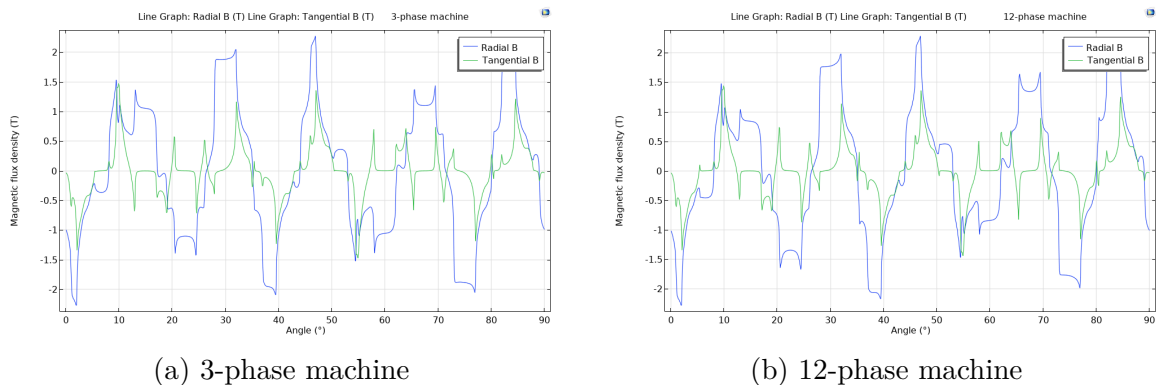 Line Graph: Radial B (T) Line Graph: Tangential B (T) 3-phase machine
Radial B
Tangential B
Magnetic flux density (T)
2
1.5
1
0.5
0
-0.5
-1
-1.5
-2
0 10 20 30 40 50 60 70 80 90
Angle (°)
(a) 3-phase machine
Line Graph: Radial B (T) Line Graph: Tangential B (T) 12-phase machine
Radial B
Tangential B
Magnetic flux density (T)
2
1.5
1
0.5
0
-0.5
-1
-1.5
-2
0 10 20 30 40 50 60 70 80 90
Angle (°)
(b) 12-phase machine